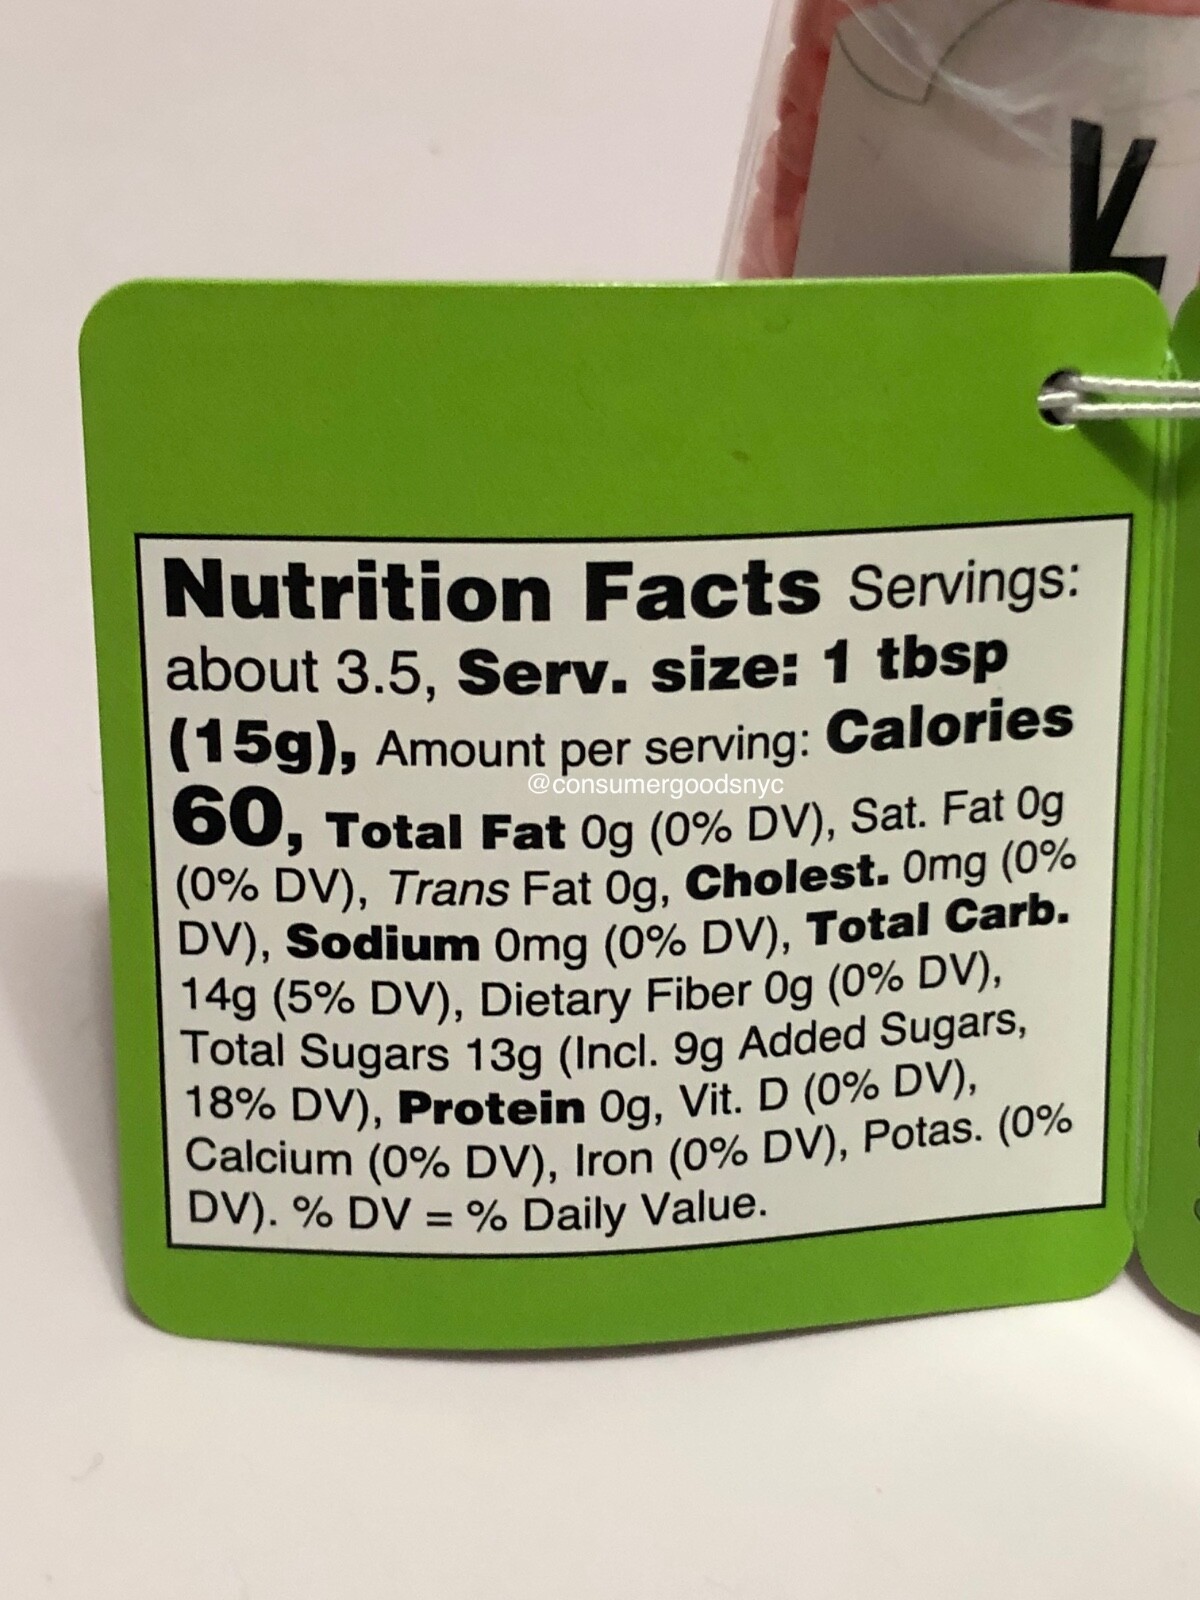 K
Nutrition Facts Servings:
about 3.5, Serv. size: 1 tbsp
(15g), Amount per serving: Calories
@consumergoodsnyc
60, Total Fat 0g (0% DV), Sat. Fat 0g
(0% DV), Trans Fat 0g, Cholest. 0mg (0%
DV), Sodium 0mg (0% DV), Total Carb.
14g (5% DV), Dietary Fiber 0g (0% DV),
Total Sugars 13g (Incl. 9g Added Sugars,
18% DV), Protein 0g, Vit. D (0% DV),
Calcium (0% DV), Iron (0% DV), Potas. (0%
DV). % DV = % Daily Value.